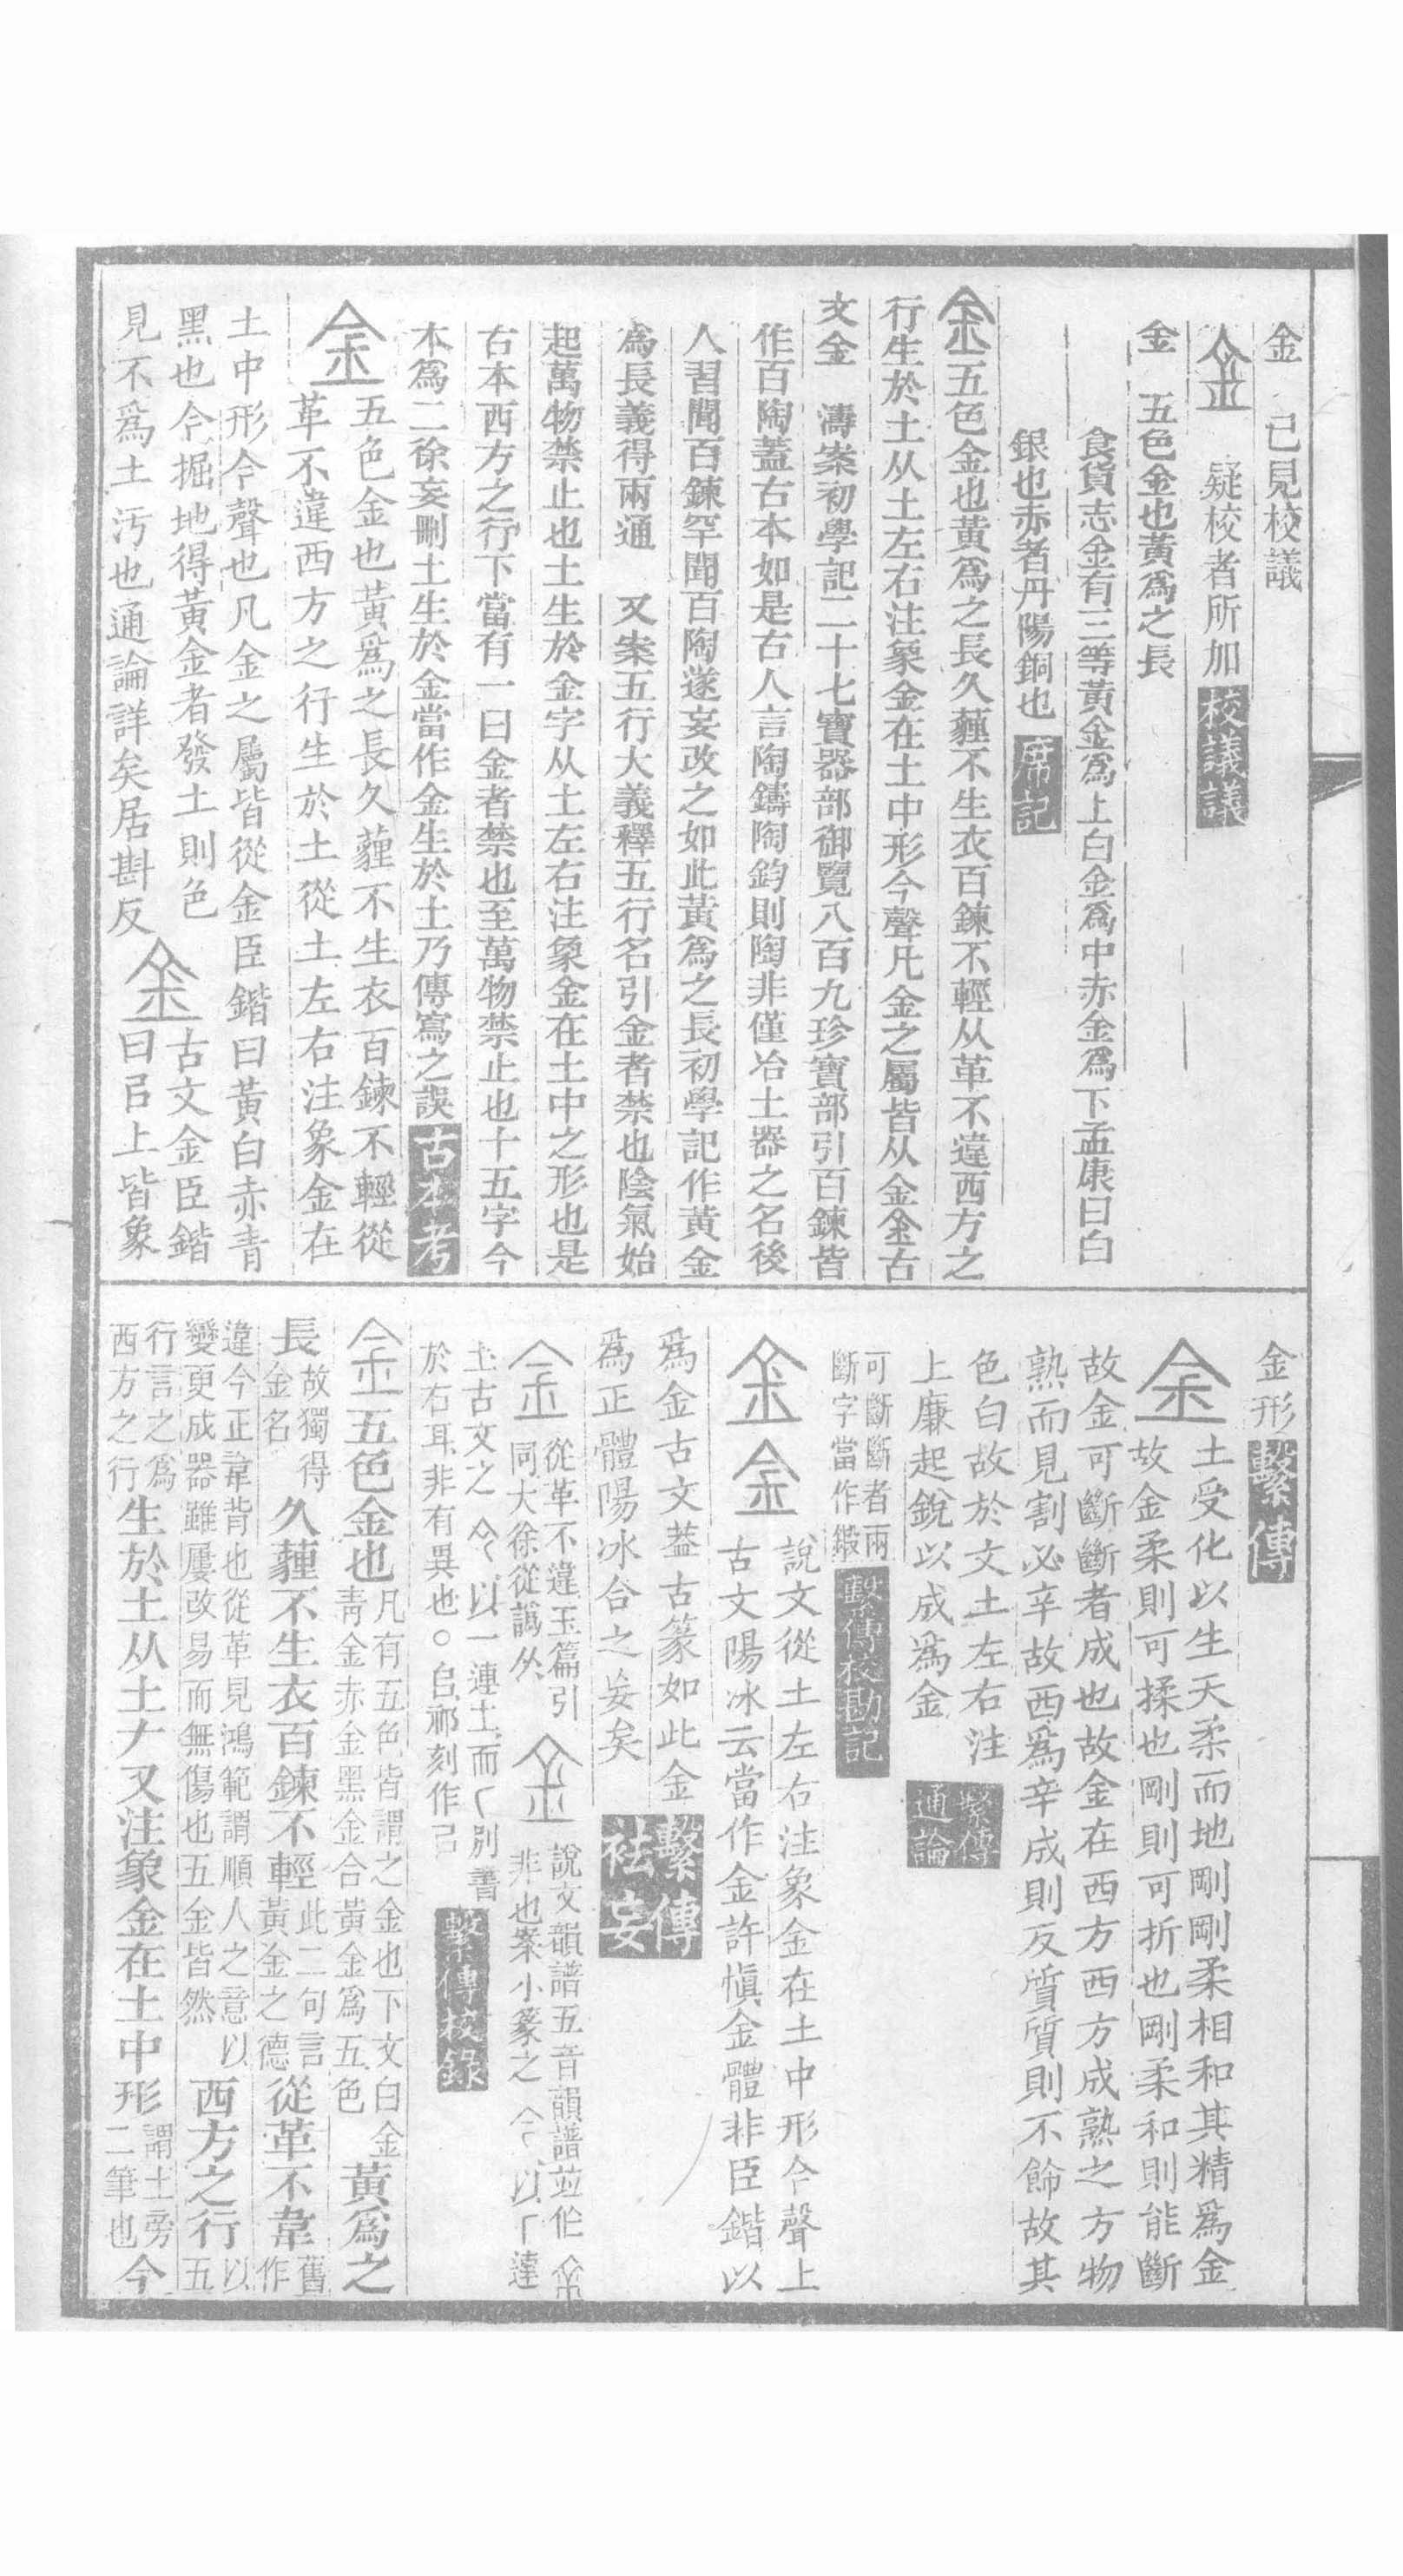 金 已見校議
疑校者所加校議議
金 五色金也黃爲之長
食貨志金有三等黃金爲上白金爲中赤金爲下孟康曰白
銀也赤者丹陽銅也席記
金五色金也黃爲之長久薶不生衣百鍊不輕从革不違西方之
行生於土从土左右注象金在土中形今聲凡金之屬皆从金金古
文金 濤案初學記二十七寶器部御覽八百九珍寶部引百鍊皆
作百陶蓋古本如是古人言陶鑄陶鈞則陶非僅冶土器之名後
人習聞百鍊罕聞百陶遂妄改之如此黃爲之長初學記作黃金
爲長義得兩通 又案五行大義釋五行名引金者禁也陰氣始
起萬物禁止也土生於金字从土左右注象金在土中之形也是
古本西方之行下當有一曰金者禁也至萬物禁止也十五字今
本爲二徐妄刪土生於金當作金生於土乃傳寫之誤古本考
金五色金也黃爲之長久薶不生衣百鍊不輕從
革不違西方之行生於土從土左右注象金在
土中形今聲也凡金之屬皆從金臣鍇曰黃白赤青
黑也今掘地得黃金者發土則色
見不爲土汚也通論詳矣居斟反
金古文金臣鍇
曰㠯上皆象
金形繫傳
金土受化以生天柔而地剛剛柔相和其精爲金
故金柔則可揉也剛則可折也剛柔和則能斷
故金可斷斷者成也故金在西方西方成熟之方物
熟而見割必辛故西爲辛成則反質質則不飾故其
色白故於文土左右注
上廉起銳以成爲金繫傳通論
可斷斷者兩
斷字當作鍛繫傳校勘記
金金說文從土左右注象金在土中形今聲上
古文陽冰云當作金許愼金體非臣鍇以
爲金古文葢古篆如此金
爲正體陽冰合之妄矣繫傳袪妄
金從革不違玉篇引
同大徐從譌从
金說文韻譜五音韻譜竝作金
非也案小篆之 以 達
土古文之 以一連土而 別書
於右耳非有異也○㠯祁刻作㠯繫傳校錄
金五色金也凡有五色皆謂之金也下文白金
青金赤金黑金合黃金爲五色黃爲之
長故獨得
金名久薶不生衣百鍊不輕此二句言
黃金之德從革不韋舊作
違今正韋背也從革見鴻範謂順人之意以
變更成器雖屢改易而無傷也五金皆然西方之行以五
行言之爲
西方之行生於土从土𠂇又注象金在土中形謂土旁
二筆也今